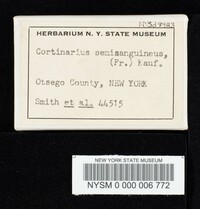 HERBARIUM N. Y. STATE MUSEUM
Cortinarius semisanguineus,
(Fr.) Kauf.
Otsego County, NEW YORK
Smith et al. 44515
NEW YORK STATE MUSEUM
NYSM 0 000 006 772